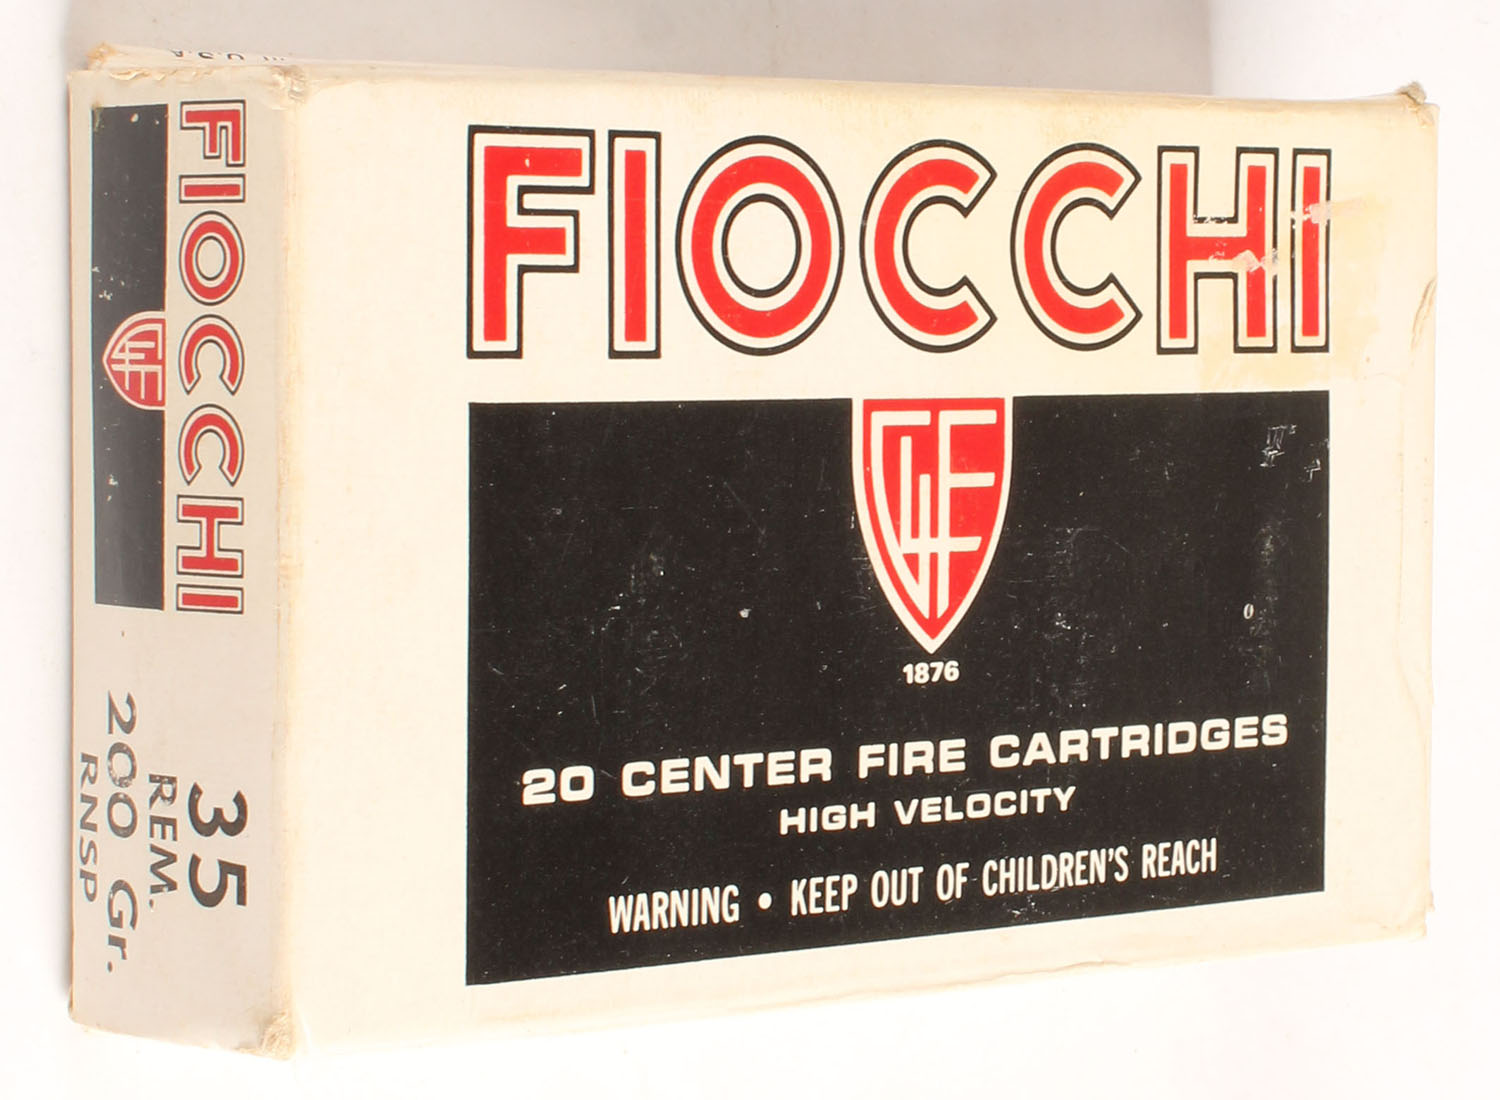 FIOCCHI
GFL
1876
20 CENTER FIRE CARTRIDGES
HIGH VELOCITY
WARNING • KEEP OUT OF CHILDREN'S REACH
FIOCCHI
35
REM.
200 Gr.
RNSP
U.S.A